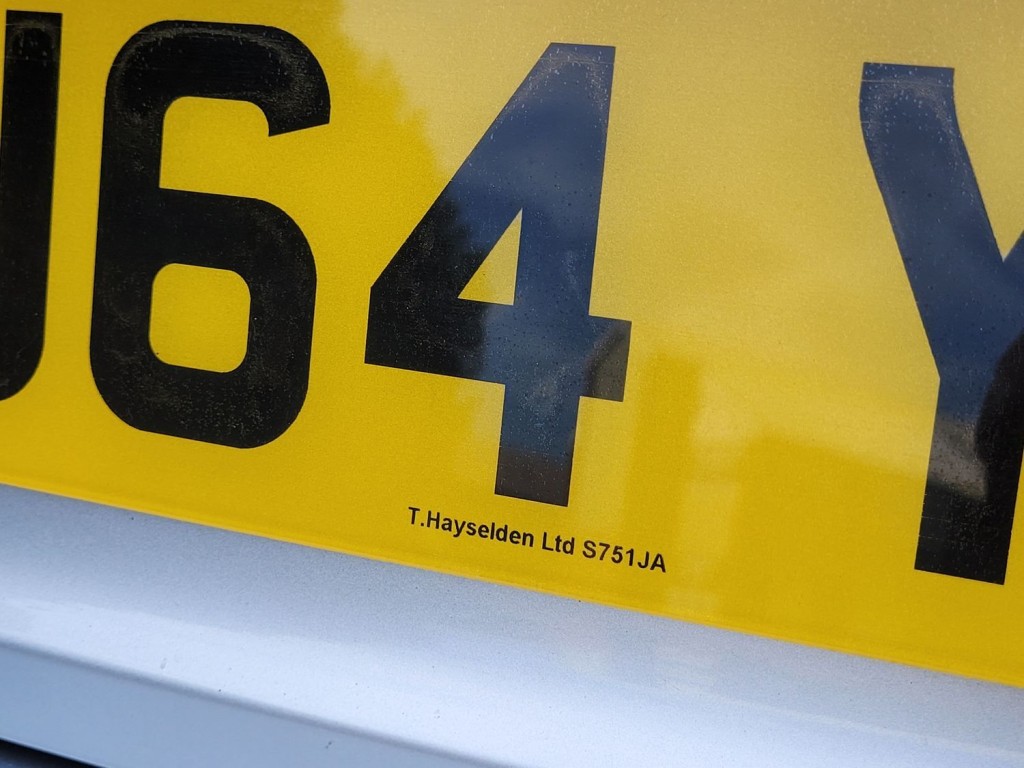 64 Y
T.Hayselden Ltd S751JA